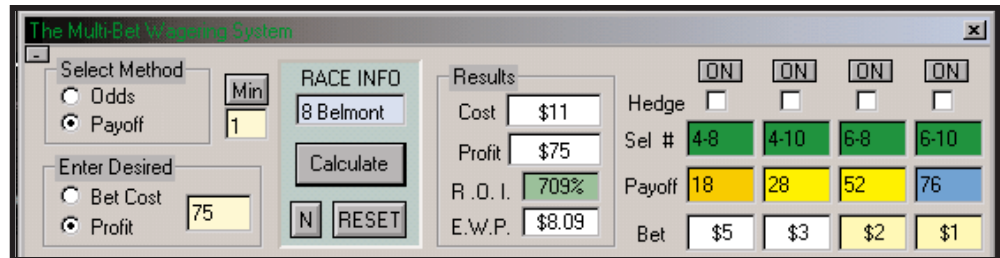 The Multi-Bet Wagering System
-
Select Method
Odds
Payoff
Min
1
Enter Desired
Bet Cost
Profit
75
RACE INFO
8 Belmont
Calculate
N RESET
Results
Cost $11
Profit $75
R.O.I. 709%
E.W.P. $8.09
ON ON ON ON
Hedge
Sel # 4-8 4-10 6-8 6-10
Payoff 18 28 52 76
Bet $5 $3 $2 $1